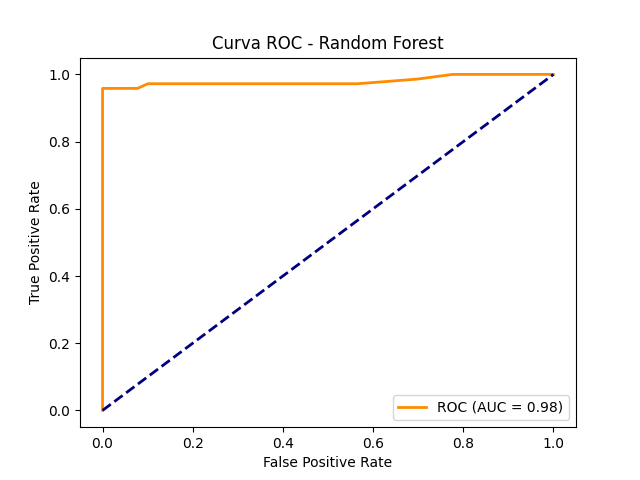 Curva ROC - Random Forest
True Positive Rate
1.0
0.8
0.6
0.4
0.2
0.0
ROC (AUC = 0.98)
0.0 0.2 0.4 0.6 0.8 1.0
False Positive Rate